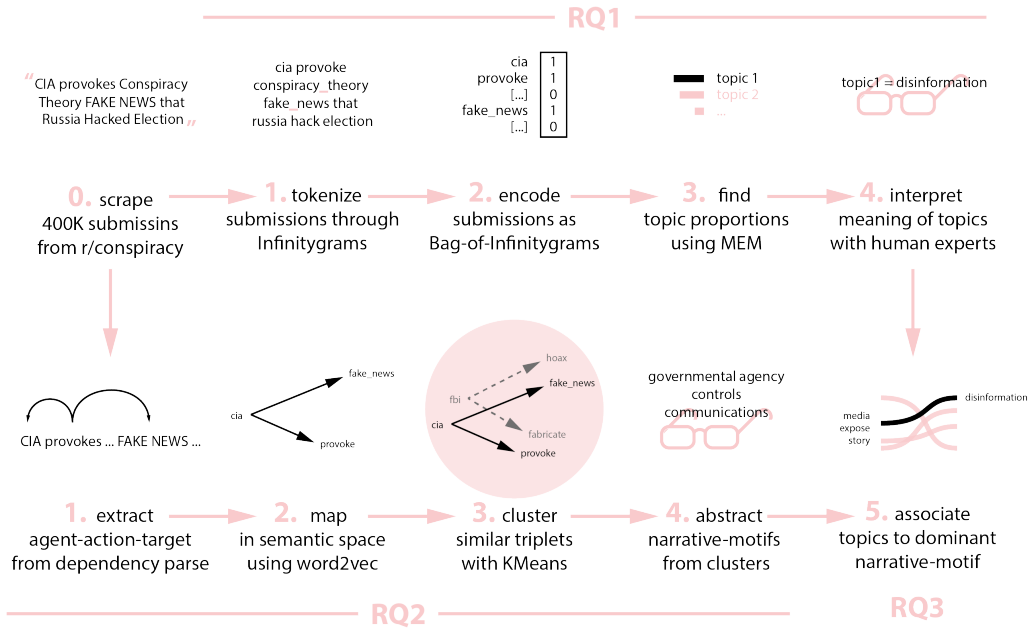 RQ1
“ CIA provokes Conspiracy
Theory FAKE NEWS that
Russia Hacked Election „
cia provoke
conspiracy_theory
fake_news that
russia hack election
cia 1
provoke 1
[...] 0
fake_news 1
[...] 0
topic 1
topic 2
...
topic1 = disinformation
0. scrape
400K submissins
from r/conspiracy
1. tokenize
submissions through
Infinitygrams
2. encode
submissions as
Bag-of-Infinitygrams
3. find
topic proportions
using MEM
4. interpret
meaning of topics
with human experts
CIA provokes ... FAKE NEWS ...
fake_news
cia
provoke
hoax
fake_news
fbi
cia
fabricate
provoke
governmental agency
controls
communications
disinformation
media
expose
story
1. extract
agent-action-target
from dependency parse
2. map
in semantic space
using word2vec
3. cluster
similar triplets
with KMeans
4. abstract
narrative-motifs
from clusters
5. associate
topics to dominant
narrative-motif
RQ2
RQ3